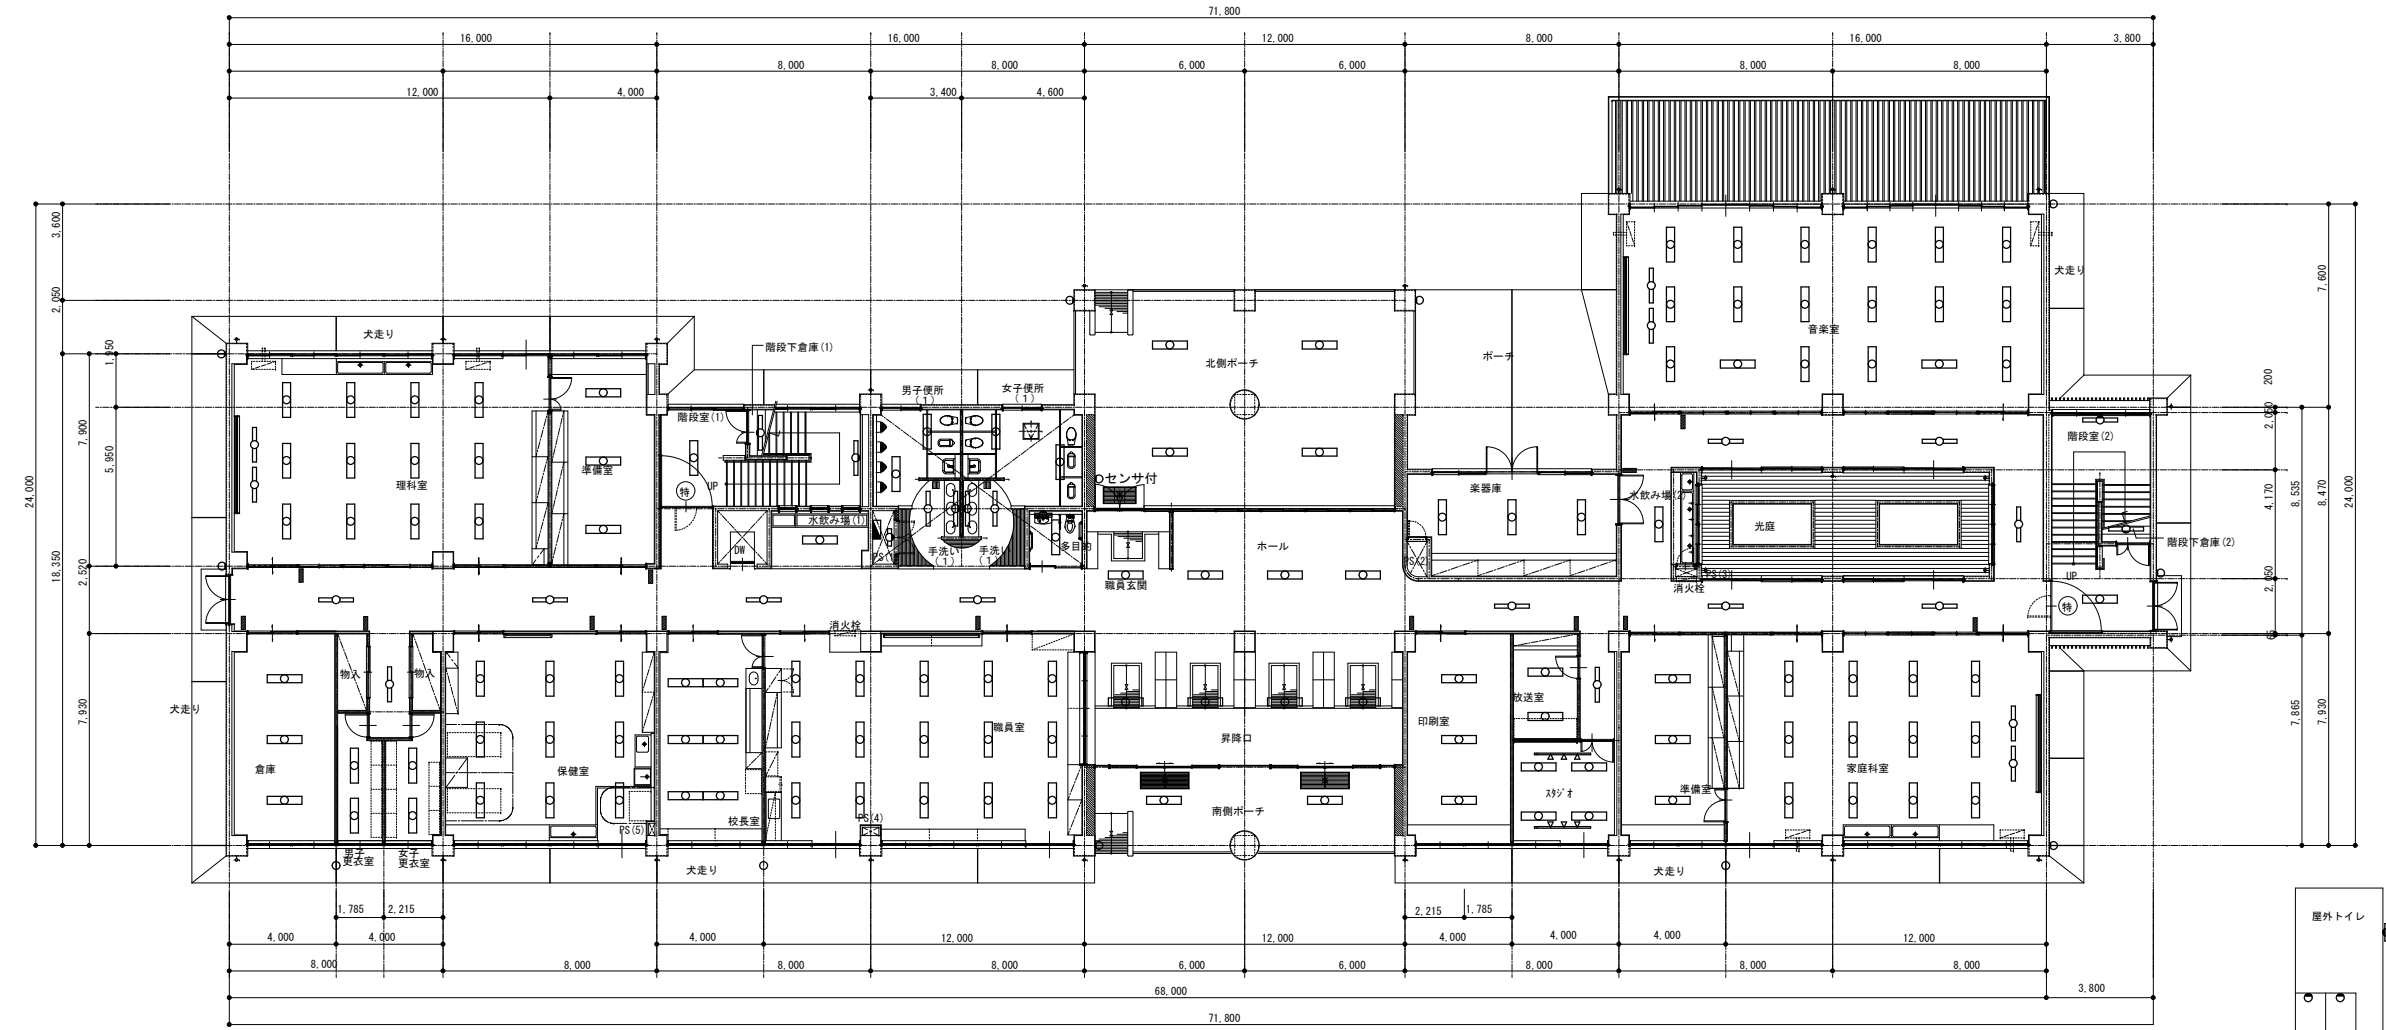 71,800
16,000 16,000 12,000 8,000 16,000 3,800
8,000 8,000 6,000 6,000 8,000 8,000
12,000 4,000 3,400 4,600
3,600
2,050
1,950
7,900
5,950
24,000
18,350
2,520
7,930
7,600
200
2,050
4,170
8,535
8,470
24,000
2,050
7,865
7,930
犬走り
犬走り
音楽室
階段下倉庫(1)
北側ポーチ
ポーチ
男子便所
(1)
女子便所
(1)
階段室(1)
階段室(2)
理科室
準備室
UP
特
センサ付
楽器庫
水飲み場(2)
光庭
水飲み場(1)
DW
手洗い
(1)
手洗い
(1)
多目的
ホール
PS(2)
階段下倉庫(2)
職員玄関
PS(3)
消火栓
UP
特
消火栓
物入
物入
犬走り
倉庫
保健室
職員室
印刷室
放送室
昇降口
家庭科室
スタジオ
準備室
校長室
PS(5)
PS(4)
南側ポーチ
男子
更衣室
女子
更衣室
犬走り
犬走り
1,785 2,215 2,215 1,785
屋外トイレ
4,000 4,000 4,000 12,000 12,000 4,000 4,000 4,000 12,000
8,000 8,000 8,000 8,000 6,000 6,000 8,000 8,000 8,000
68,000 3,800
71,800